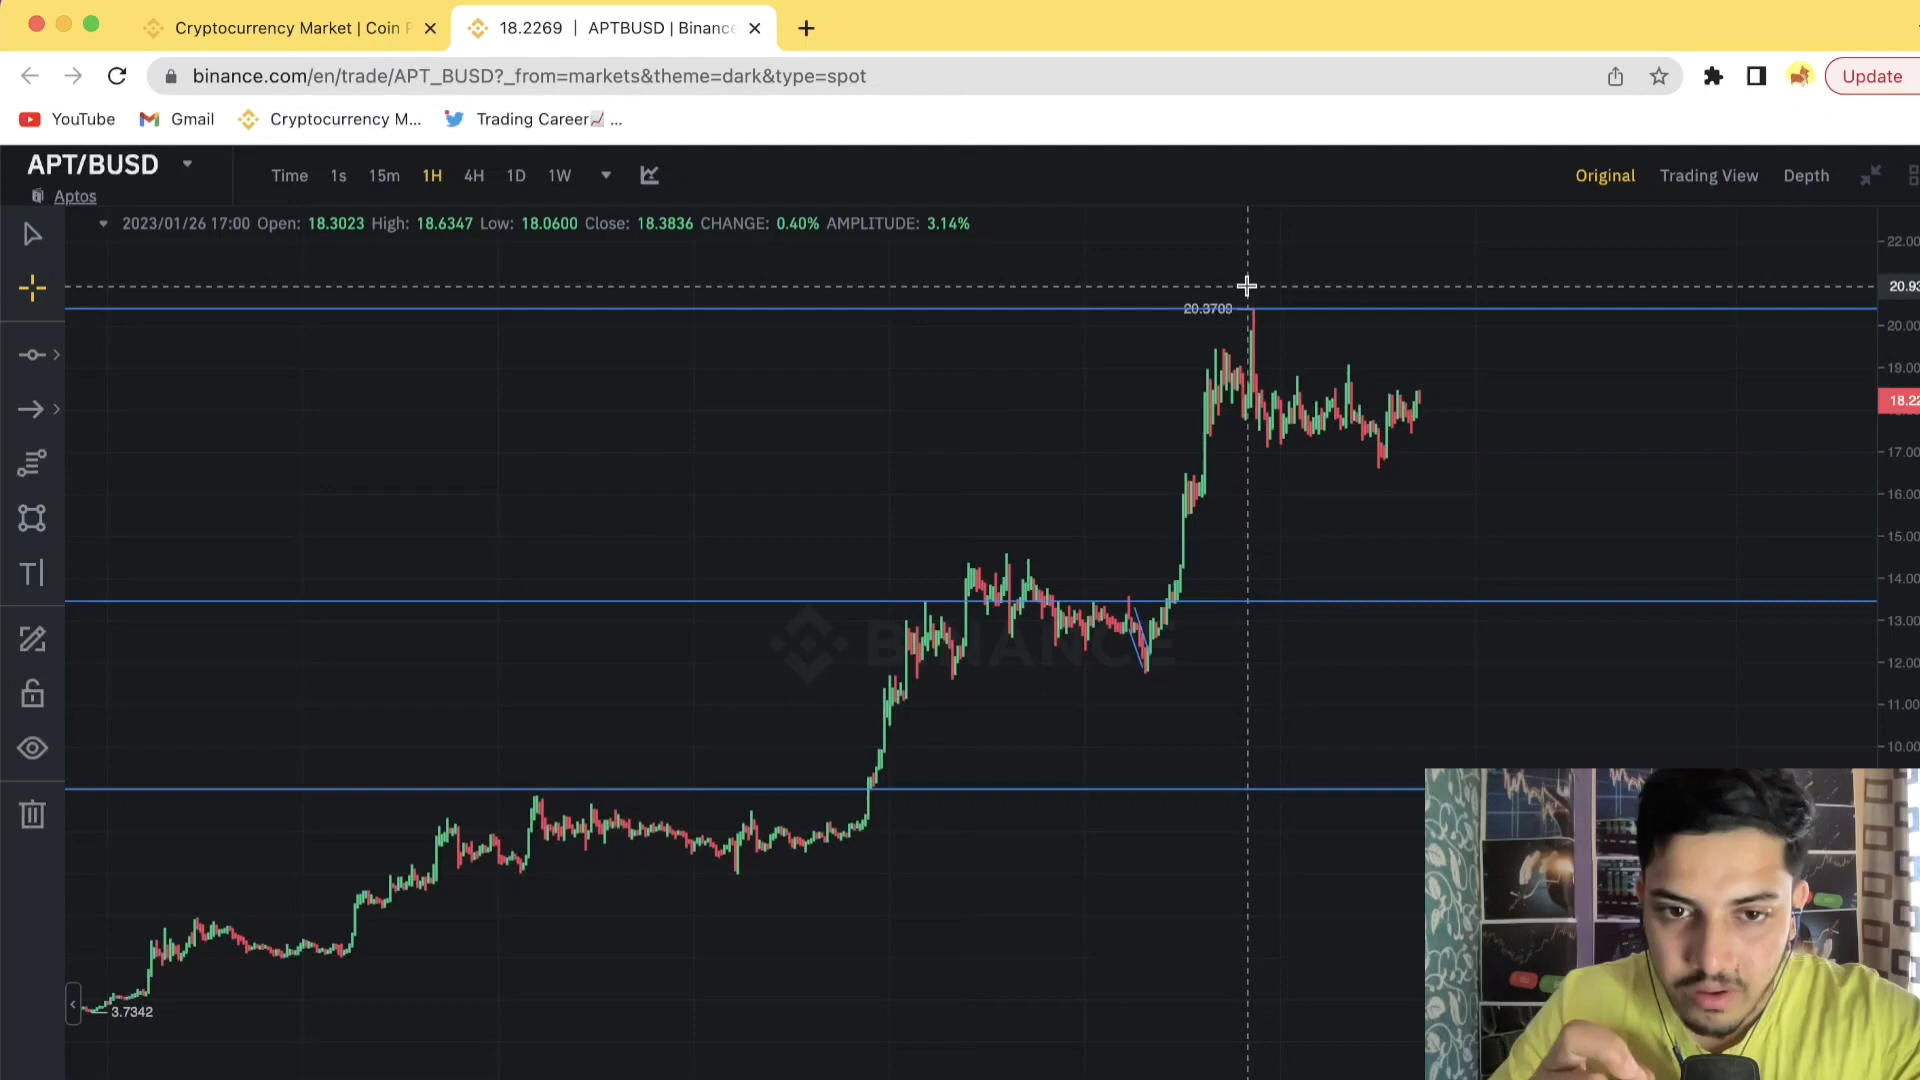 Cryptocurrency Market | Coin P
18.2269 | APTBUSD | Binance
binance.com/en/trade/APT_BUSD?_from=markets&theme=dark&type=spot
Update
YouTube
Gmail
Cryptocurrency M...
Trading Career📈 ...
APT/BUSD
Aptos
Time 1s 15m 1H 4H 1D 1W
Original Trading View Depth
2023/01/26 17:00 Open: 18.3023 High: 18.6347 Low: 18.0600 Close: 18.3836 CHANGE: 0.40% AMPLITUDE: 3.14%
22.00
20.93
20.3709
20.00
19.00
18.22
17.00
16.00
15.00
14.00
13.00
BINANCE
12.00
11.00
10.00
3.7342